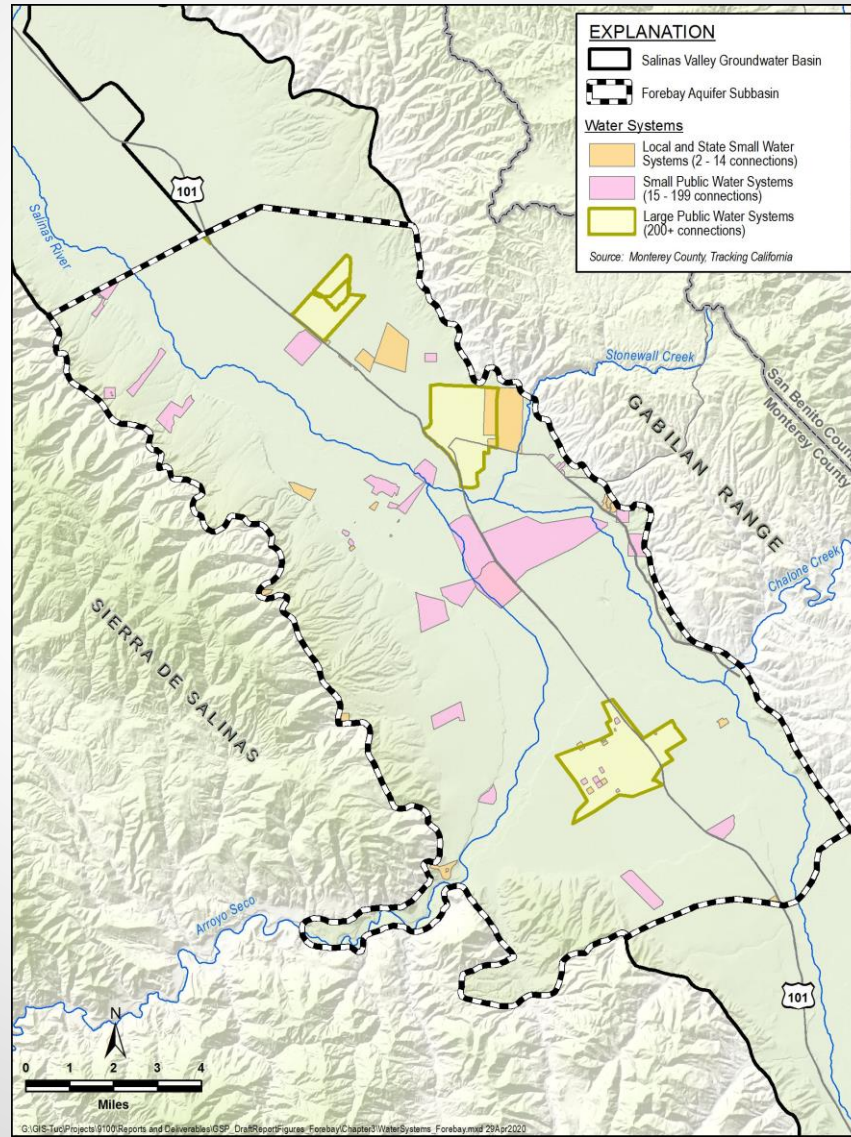 EXPLANATION
Salinas Valley Groundwater Basin
Forebay Aquifer Subbasin
Water Systems
Local and State Small Water
Systems (2 - 14 connections)
Small Public Water Systems
(15 - 199 connections)
Large Public Water Systems
(200+ connections)
Source: Monterey County, Tracking California
101
Salinas River
Stonewall Creek
San Benito Coun
Monterey County
GABILAN RANGE
Chalone Creek
SIERRA DE SALINAS
Arroyo Seco
101
N
0 1 2 3 4
Miles
G:\GIS-Tuc\Projects\9100\Reports and Deliverables\GSP_DraftReportFigures_Forebay\Chapter3\WaterSystems_Forebay.mxd 29Apr2020